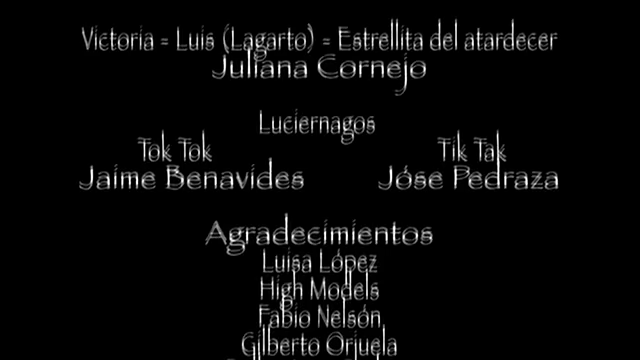 Victoria = Luis (Lagarto) = Estrellita del atardecer
Juliana Cornejo
Luciernagos
Tok Tok Tik Tak
Jaime Benavides Jóse Pedraza
Agradecimientos
Luisa López
High Models
Fabio Nelsón
Gilberto Orjuela